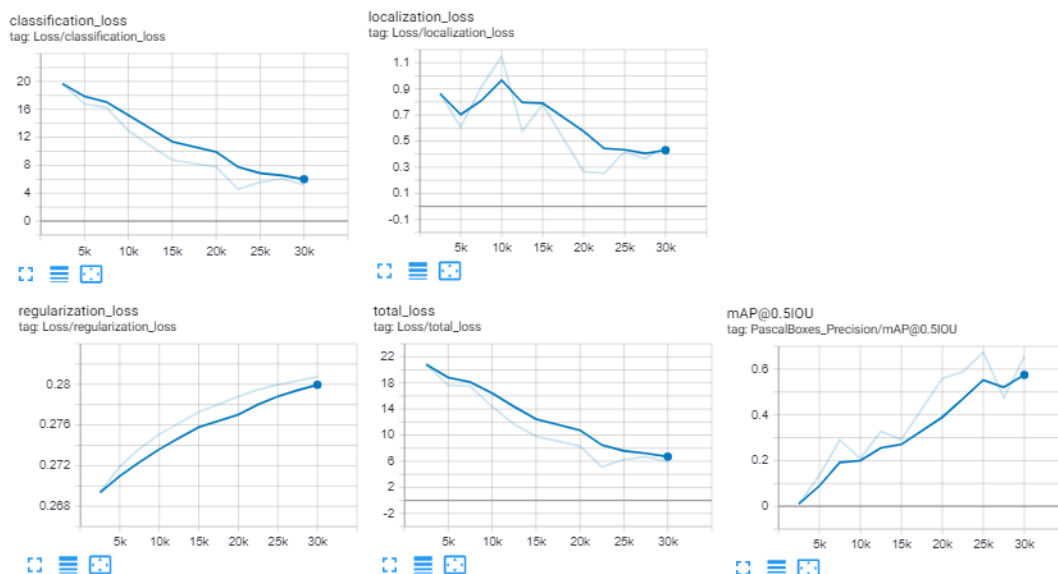 classification_loss
tag: Loss/classification_loss
20
16
12
8
4
0
5k 10k 15k 20k 25k 30k
localization_loss
tag: Loss/localization_loss
1.1
0.9
0.7
0.5
0.3
0.1
-0.1
5k 10k 15k 20k 25k 30k
regularization_loss
tag: Loss/regularization_loss
0.28
0.276
0.272
0.268
5k 10k 15k 20k 25k 30k
total_loss
tag: Loss/total_loss
22
18
14
10
6
2
-2
5k 10k 15k 20k 25k 30k
mAP@0.5IOU
tag: PascalBoxes_Precision/mAP@0.5IOU
0.6
0.4
0.2
0
5k 10k 15k 20k 25k 30k